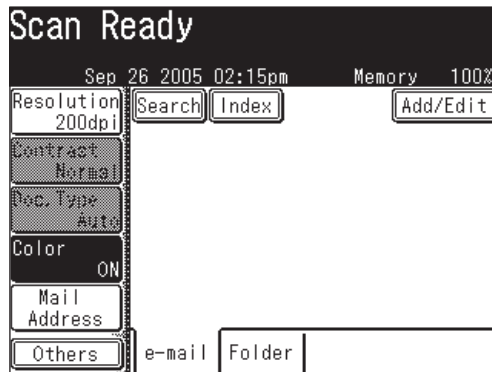 Scan Ready
Sep 26 2005 02:15pm Memory 100%
Resolution
200dpi
Search Index Add/Edit
Contrast
Normal
Doc. Type
Auto
Color
ON
Mail
Address
Others
e-mail Folder